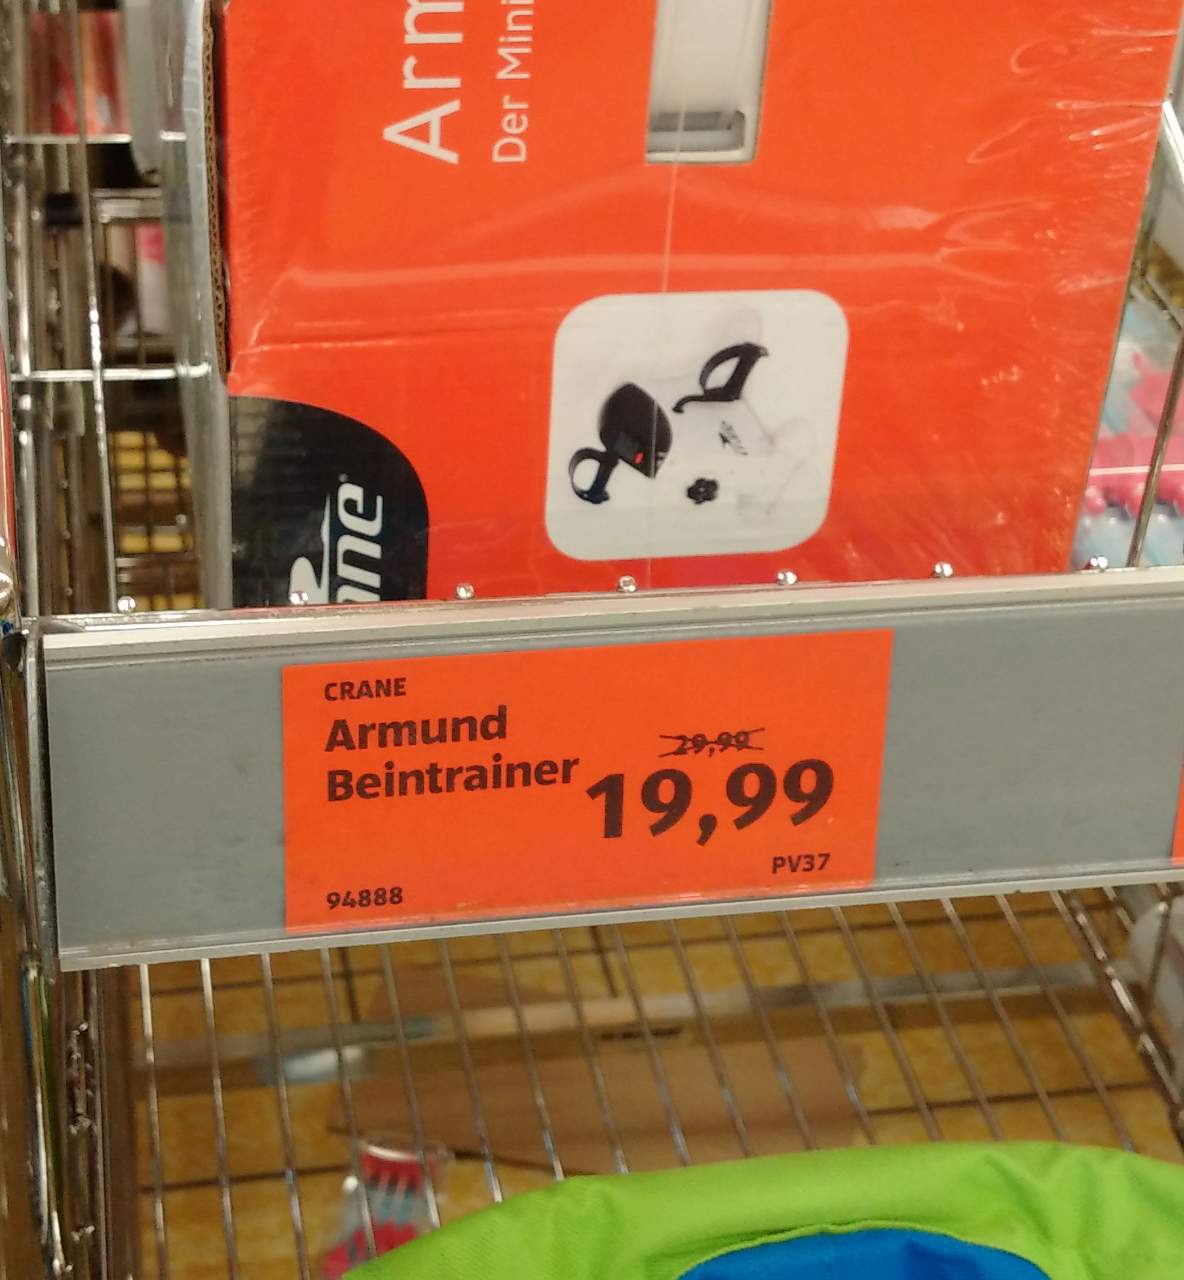 Arm
Der Mini
ane
CRANE
Armund
Beintrainer
29,99
19,99
PV37
94888